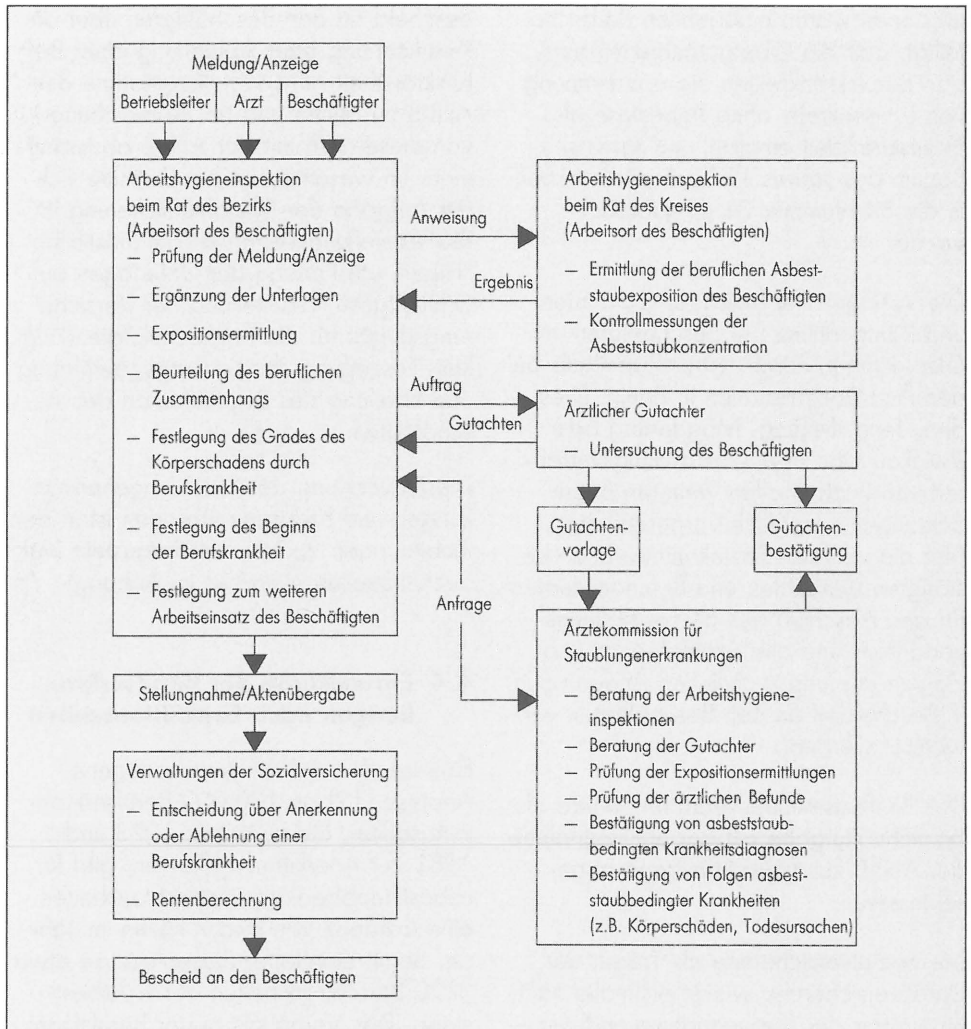 Meldung/Anzeige
Betriebsleiter Arzt Beschäftigter
Arbeitshygieneinspektion
beim Rat des Bezirks
(Arbeitsort des Beschäftigten)
— Prüfung der Meldung/Anzeige
— Ergänzung der Unterlagen
— Expositionsermittlung
— Beurteilung des beruflichen
Zusammenhangs
— Festlegung des Grades des
Körperschadens durch
Berufskrankheit
— Festlegung des Beginns
der Berufskrankheit
— Festlegung zum weiteren
Arbeitseinsatz des Beschäftigten
Anweisung
Ergebnis
Auftrag
Gutachten
Anfrage
Arbeitshygieneinspektion
beim Rat des Kreises
(Arbeitsort des Beschäftigten)
— Ermittlung der beruflichen Asbest-
staubexposition des Beschäftigten
— Kontrollmessungen der
Asbeststaubkonzentration
Ärztlicher Gutachter
— Untersuchung des Beschäftigten
Gutachten-
vorlage
Gutachten-
bestätigung
Ärztekommission für
Staublungenerkrankungen
— Beratung der Arbeitshygiene-
inspektionen
— Beratung der Gutachter
— Prüfung der Expositionsermittlungen
— Prüfung der ärztlichen Befunde
— Bestätigung von asbeststaub-
bedingten Krankheitsdiagnosen
— Bestätigung von Folgen asbest-
staubbedingter Krankheiten
(z.B. Körperschäden, Todesursachen)
Stellungnahme/Aktenübergabe
Verwaltungen der Sozialversicherung
— Entscheidung über Anerkennung
oder Ablehnung einer
Berufskrankheit
— Rentenberechnung
Bescheid an den Beschäftigten